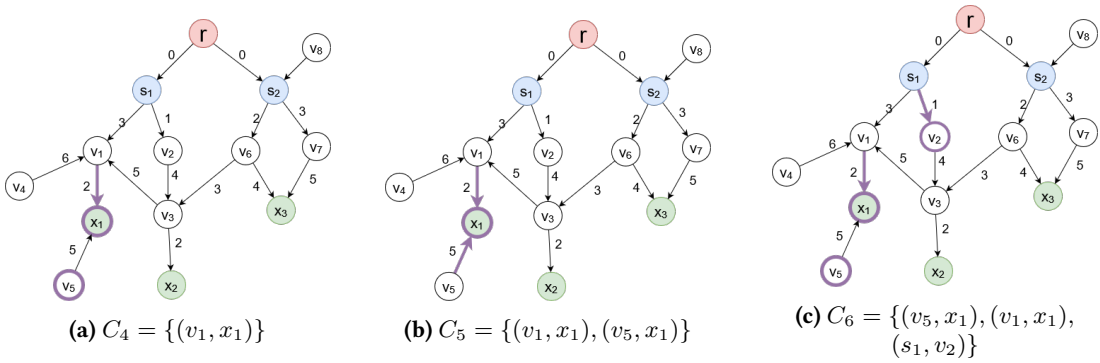 r
0
0
v8
s1
s2
3
1
2
3
v1
v2
v6
v7
6
5
4
4
5
v4
2
3
v3
x1
x3
5
2
v5
x2
(a) C4 = {(v1, x1)}
r
0
0
v8
s1
s2
3
1
2
3
v1
v2
v6
v7
6
5
4
4
5
v4
2
3
v3
x1
x3
5
2
v5
x2
(b) C5 = {(v1, x1), (v5, x1)}
r
0
0
v8
s1
s2
3
1
2
3
v1
v2
v6
v7
6
5
4
4
5
v4
2
3
v3
x1
x3
5
2
v5
x2
(c) C6 = {(v5, x1), (v1, x1),
(s1, v2)}